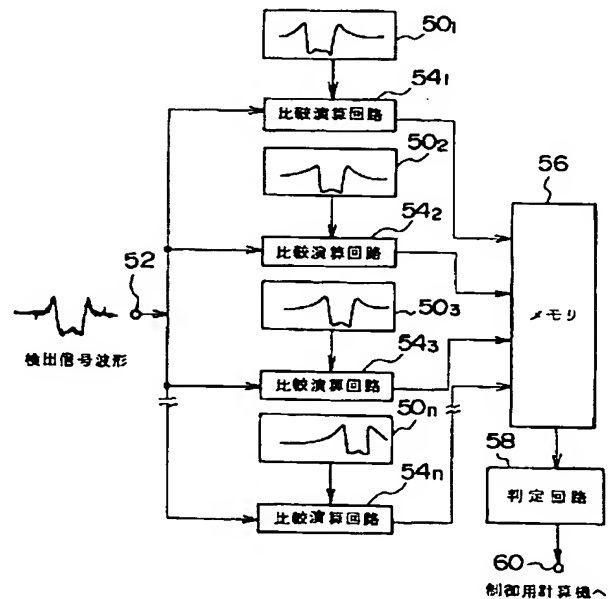 50₁
54₁
比較演算回路
50₂
56
54₂
52
比較演算回路
50₃
メモリ
検出信号波形
54₃
比較演算回路
50n
58
判定回路
54n
比較演算回路
60
制御用計算機へ